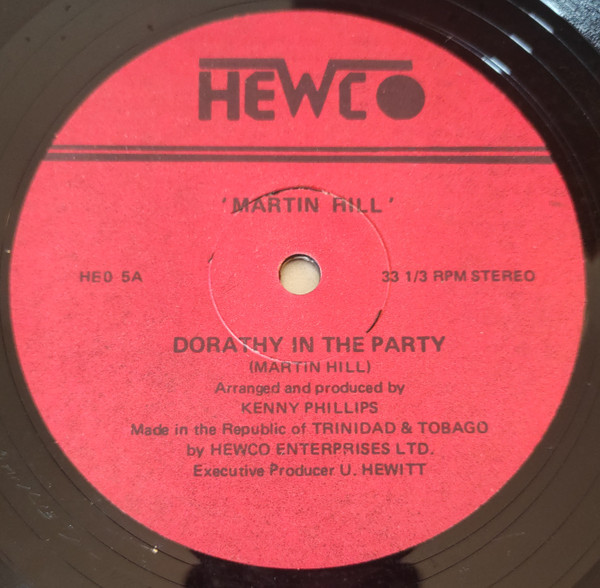 HEWCO
'MARTIN HILL'
HEO 5A
33 1/3 RPM STEREO
DORATHY IN THE PARTY
(MARTIN HILL)
Arranged and produced by
KENNY PHILLIPS
Made in the Republic of TRINIDAD & TOBAGO
by HEWCO ENTERPRISES LTD.
Executive Producer U. HEWITT